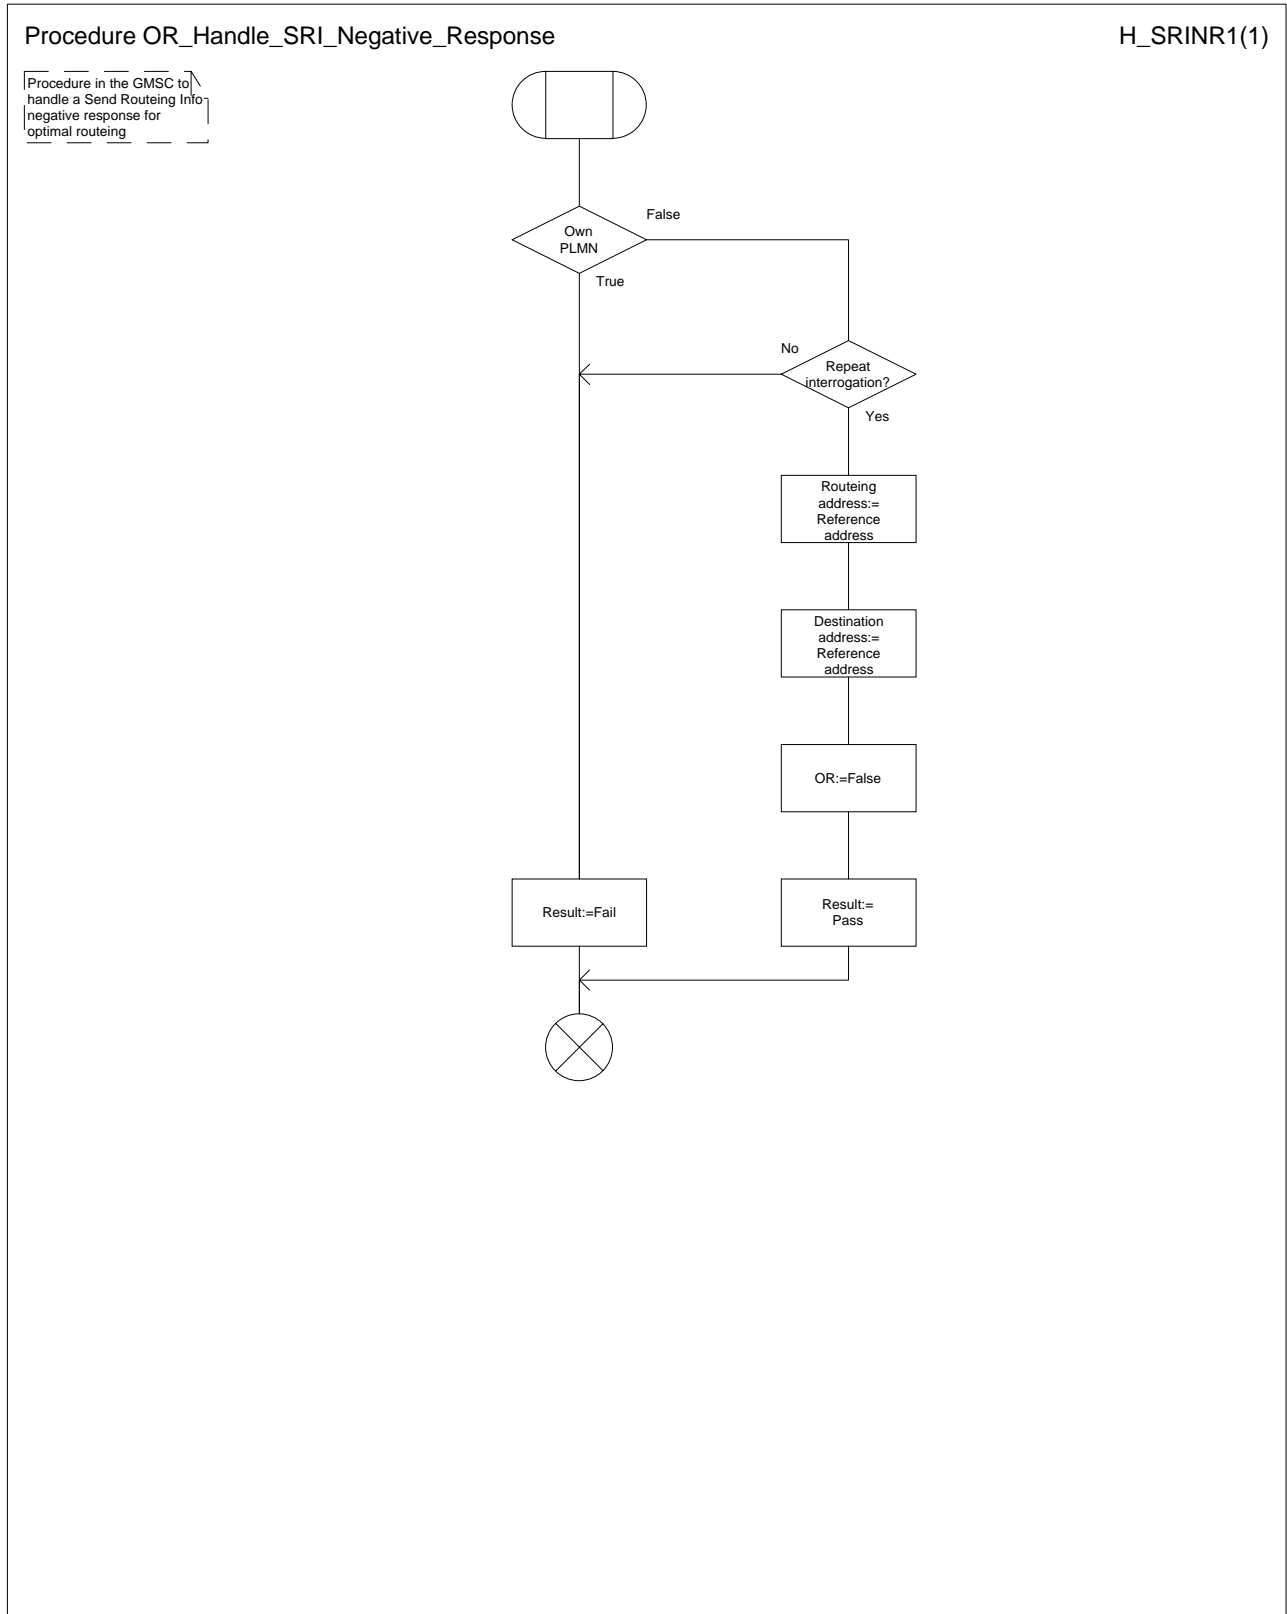 Procedure OR_Handle_SRI_Negative_Response
H_SRINR1(1)
Procedure in the GMSC to
handle a Send Routeing Info
negative response for
optimal routeing
Own
PLMN
False
True
No
Repeat
interrogation?
Yes
Routeing
address:=
Reference
address
Destination
address:=
Reference
address
OR:=False
Result:=Fail
Result:=
Pass